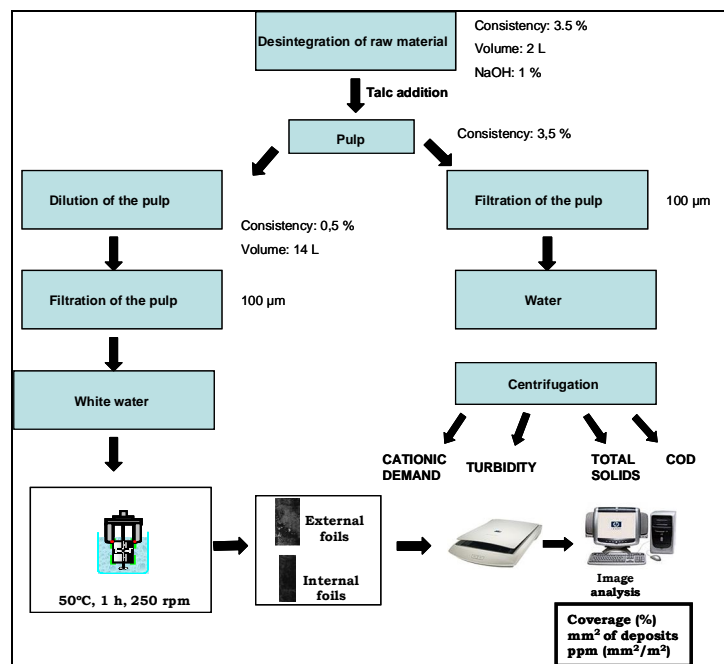 Desintegration of raw material
Consistency: 3.5 %
Volume: 2 L
NaOH: 1 %
Talc addition
Pulp
Consistency: 3,5 %
Dilution of the pulp
Consistency: 0,5 %
Volume: 14 L
Filtration of the pulp
100 µm
Filtration of the pulp
100 µm
Water
White water
Centrifugation
CATIONIC
DEMAND
TURBIDITY
TOTAL
SOLIDS
COD
50ºC, 1 h, 250 rpm
External
foils
Internal
foils
Image
analysis
Coverage (%)
mm² of deposits
ppm (mm²/m²)